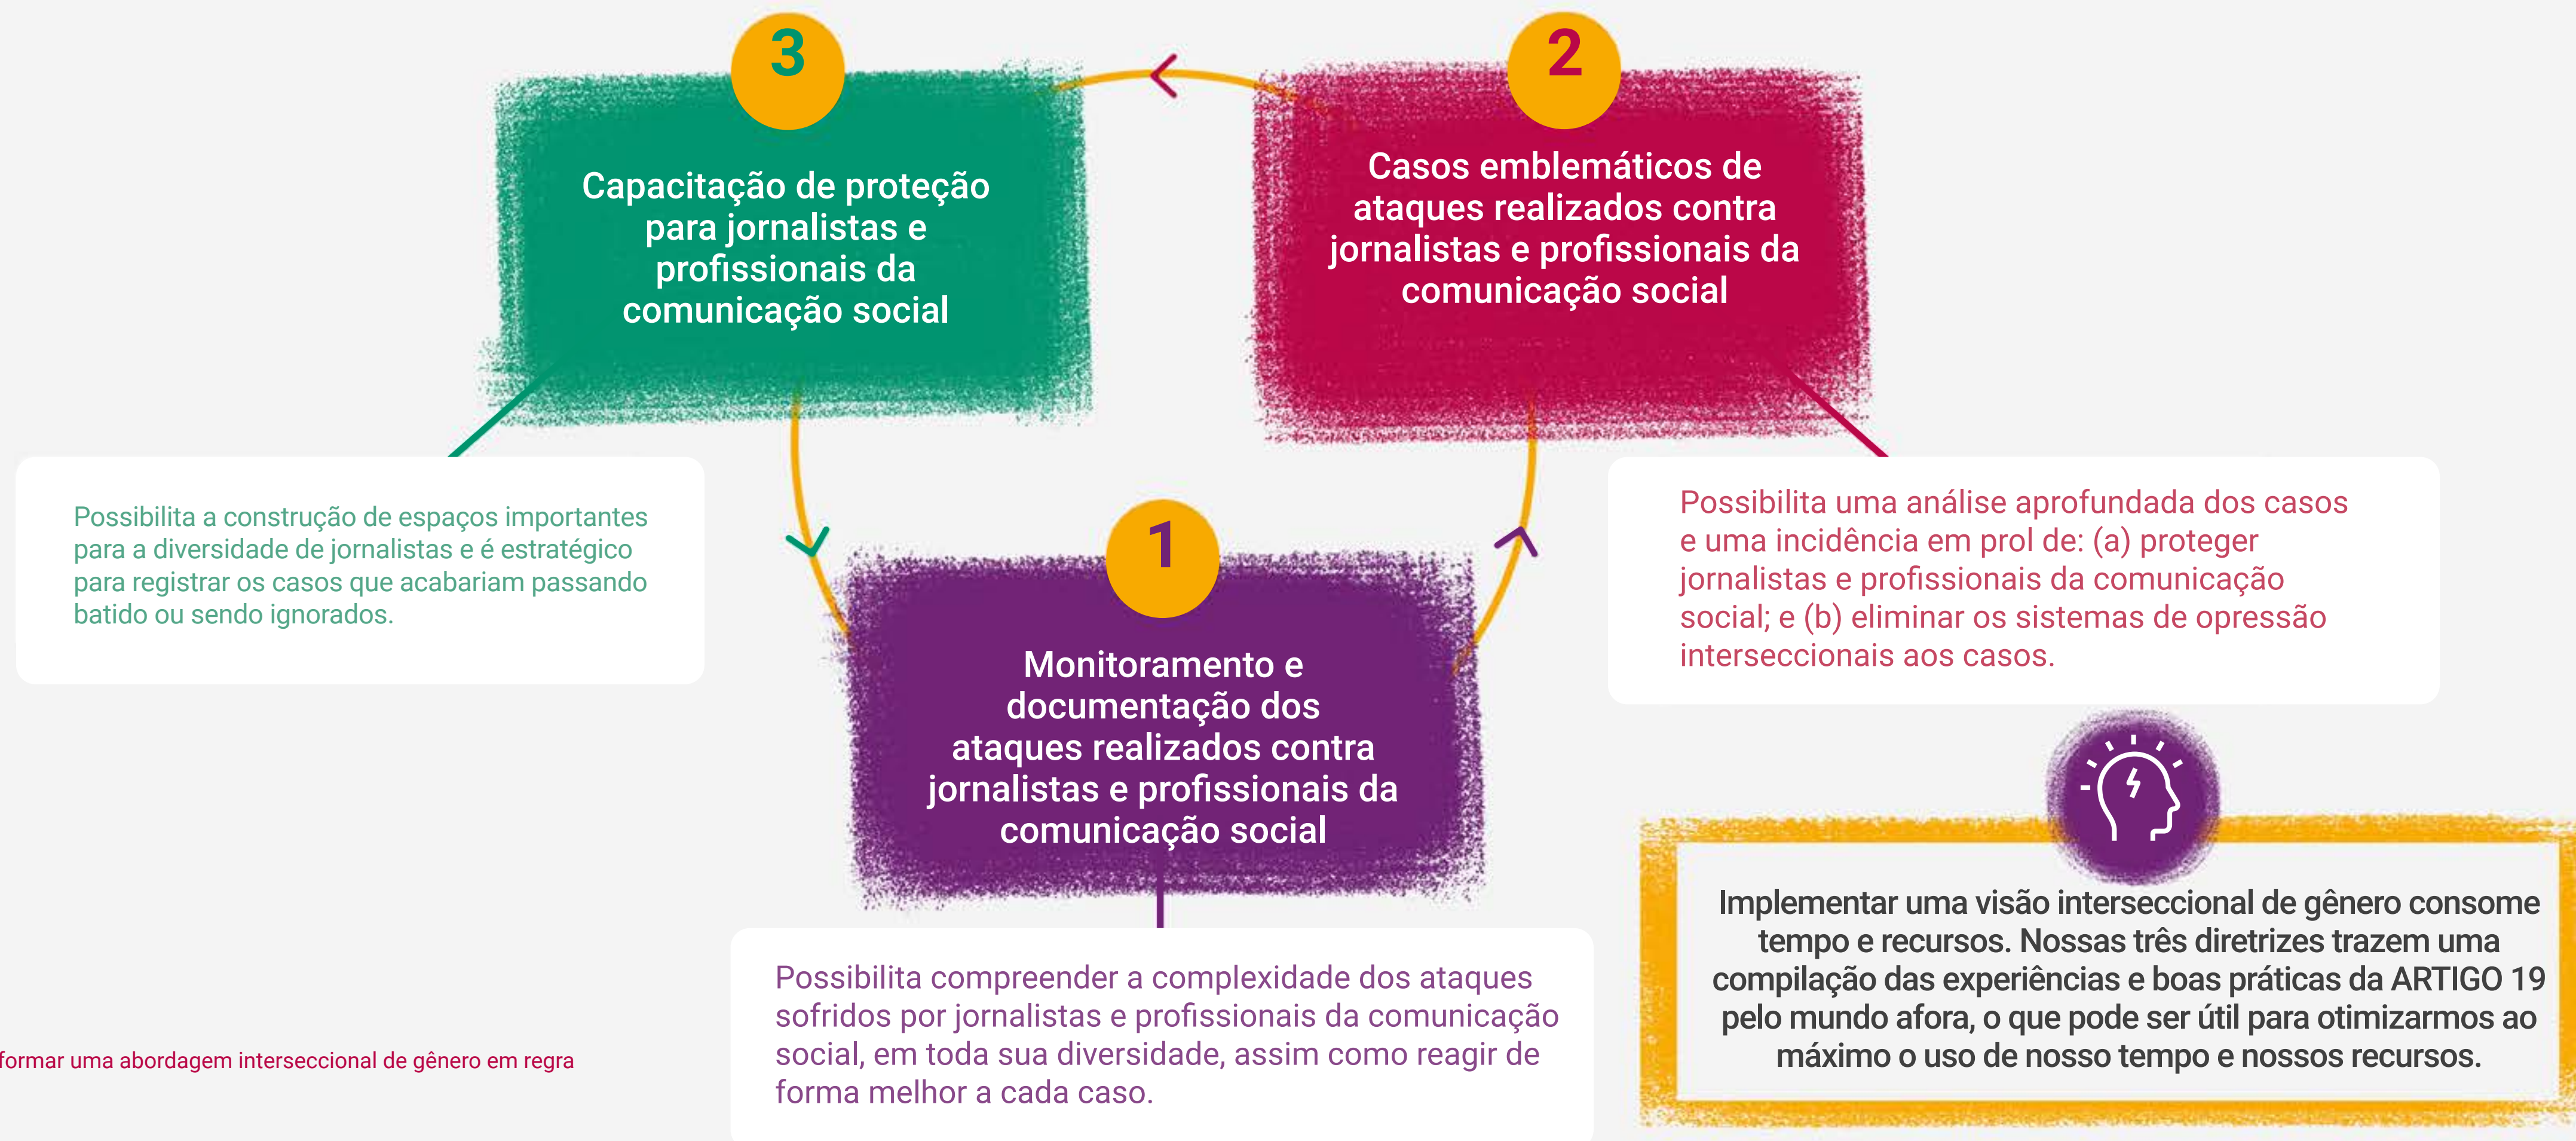 3
Capacitação de proteção
para jornalistas e
profissionais da
comunicação social
2
Casos emblemáticos de
ataques realizados contra
jornalistas e profissionais da
comunicação social
Possibilita a construção de espaços importantes
para a diversidade de jornalistas e é estratégico
para registrar os casos que acabariam passando
batido ou sendo ignorados.
Possibilita uma análise aprofundada dos casos
e uma incidência em prol de: (a) proteger
jornalistas e profissionais da comunicação
social; e (b) eliminar os sistemas de opressão
interseccionais aos casos.
1
Monitoramento e
documentação dos
ataques realizados contra
jornalistas e profissionais da
comunicação social
Possibilita compreender a complexidade dos ataques
sofridos por jornalistas e profissionais da comunicação
social, em toda sua diversidade, assim como reagir de
forma melhor a cada caso.
Implementar uma visão interseccional de gênero consome
tempo e recursos. Nossas três diretrizes trazem uma
compilação das experiências e boas práticas da ARTIGO 19
pelo mundo afora, o que pode ser útil para otimizarmos ao
máximo o uso de nosso tempo e nossos recursos.
formar uma abordagem interseccional de gênero em regra